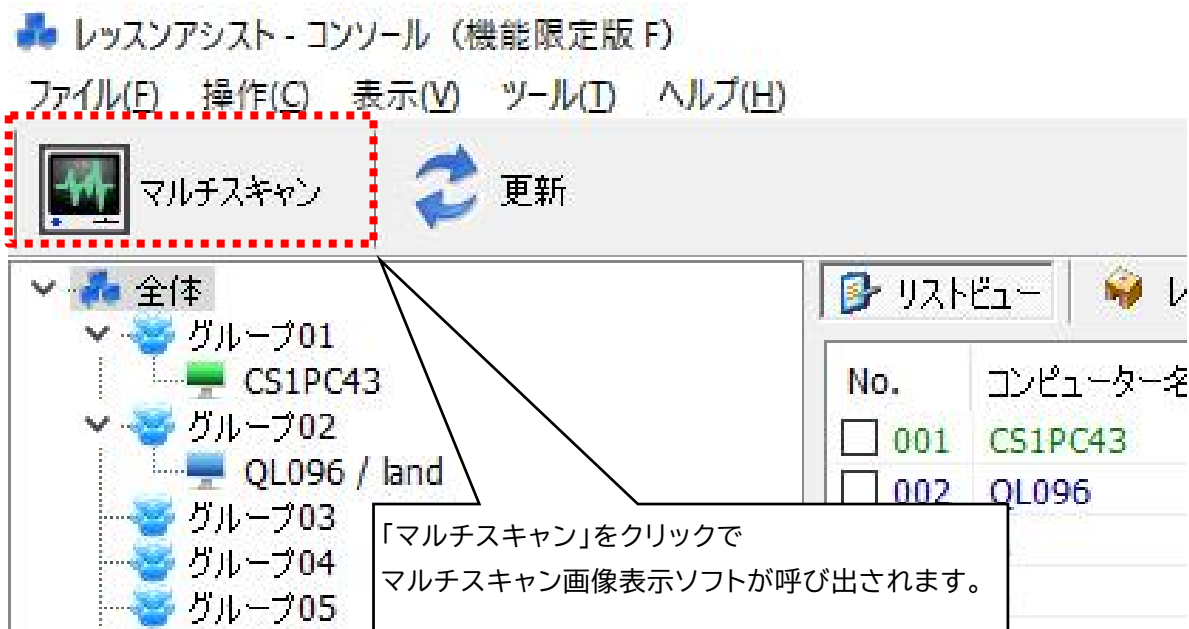 レッスンアシスト - コンソール（機能限定版 F）
ファイル(F) 操作(C) 表示(V) ツール(T) ヘルプ(H)
マルチスキャン 更新
全体
グループ01
CS1PC43
グループ02
QL096 / land
グループ03
グループ04
グループ05
リストビュー レ
No. コンピューター名
001 CS1PC43
002 QL096
「マルチスキャン」をクリックで
マルチスキャン画像表示ソフトが呼び出されます。